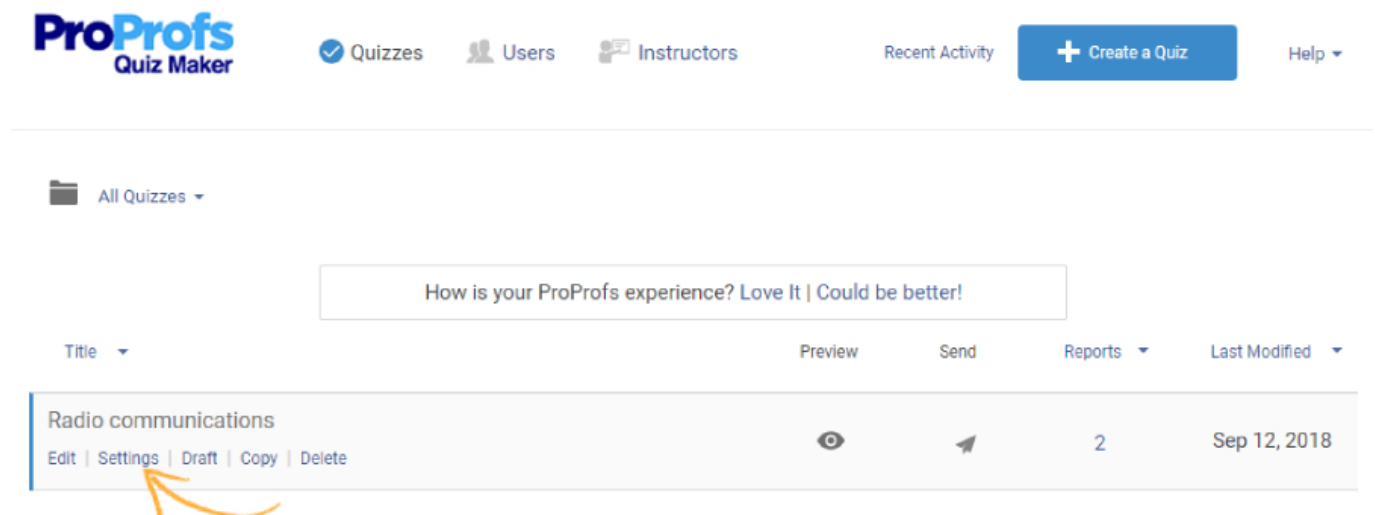 ProProfs
Quiz Maker
Quizzes Users Instructors Recent Activity Create a Quiz Help
All Quizzes
How is your ProProfs experience? Love It | Could be better!
Title Preview Send Reports Last Modified
Radio communications
Edit | Settings | Draft | Copy | Delete
2 Sep 12, 2018